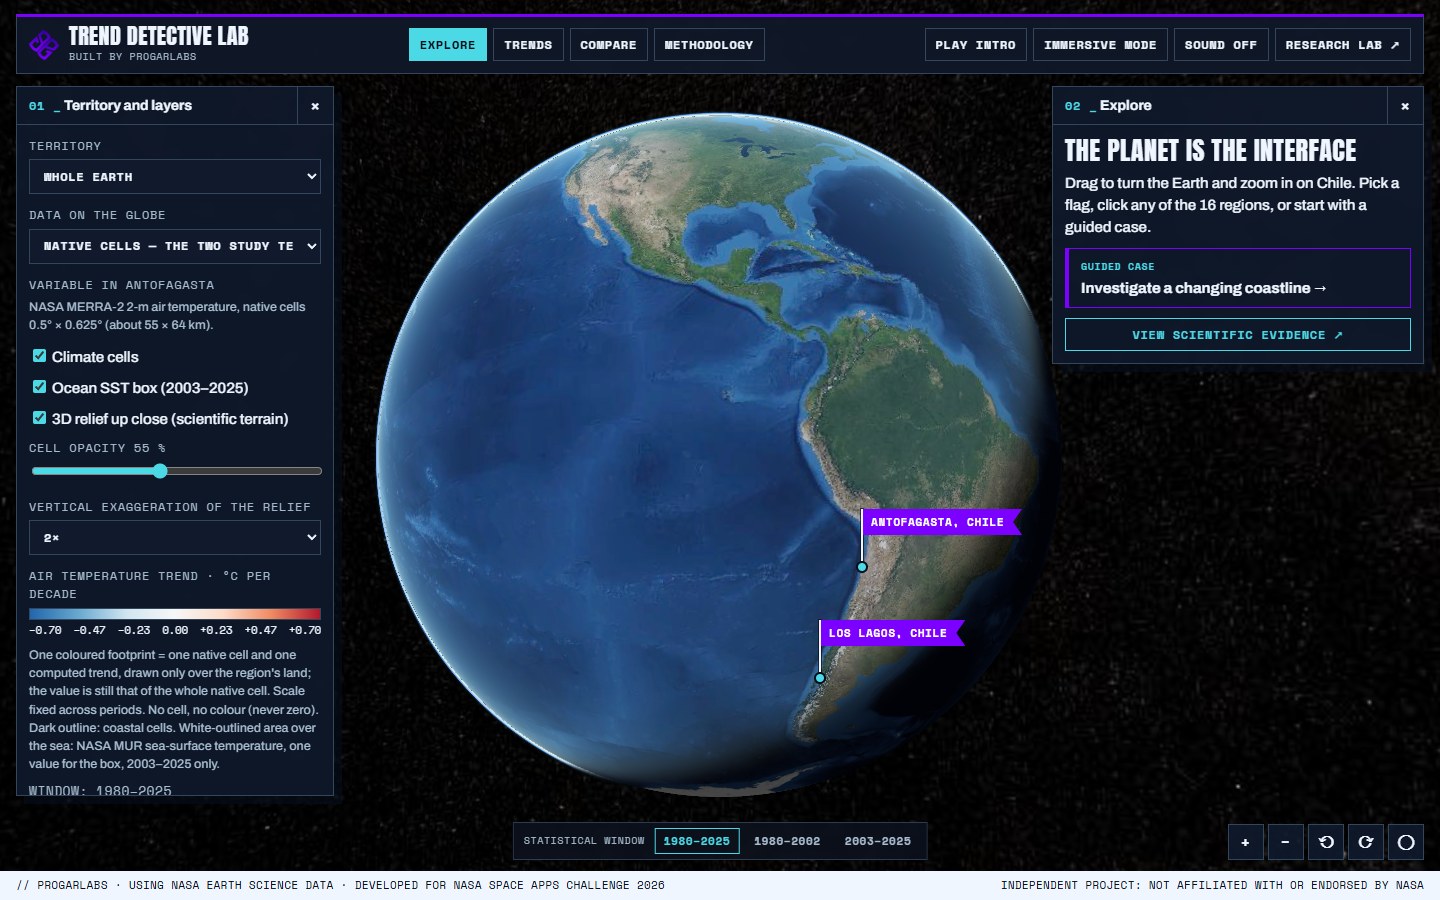 TREND DETECTIVE LAB
BUILT BY PROGARLABS
EXPLORE
TRENDS
COMPARE
METHODOLOGY
PLAY INTRO
IMMERSIVE MODE
SOUND OFF
RESEARCH LAB ↗
01 _ Territory and layers
×
TERRITORY
WHOLE EARTH
DATA ON THE GLOBE
NATIVE CELLS — THE TWO STUDY TE
VARIABLE IN ANTOFAGASTA
NASA MERRA-2 2-m air temperature, native cells
0.5° × 0.625° (about 55 × 64 km).
Climate cells
Ocean SST box (2003–2025)
3D relief up close (scientific terrain)
CELL OPACITY 55 %
VERTICAL EXAGGERATION OF THE RELIEF
2×
AIR TEMPERATURE TREND · °C PER
DECADE
−0.70 −0.47 −0.23 0.00 +0.23 +0.47 +0.70
One coloured footprint = one native cell and one
computed trend, drawn only over the region's land;
the value is still that of the whole native cell. Scale
fixed across periods. No cell, no colour (never zero).
Dark outline: coastal cells. White-outlined area over
the sea: NASA MUR sea-surface temperature, one
value for the box, 2003–2025 only.
WINDOW: 1980–2025
ANTOFAGASTA, CHILE
LOS LAGOS, CHILE
02 _ Explore
×
THE PLANET IS THE INTERFACE
Drag to turn the Earth and zoom in on Chile. Pick a
flag, click any of the 16 regions, or start with a
guided case.
GUIDED CASE
Investigate a changing coastline →
VIEW SCIENTIFIC EVIDENCE ↗
STATISTICAL WINDOW
1980–2025
1980–2002
2003–2025
+
−
// PROGARLABS · USING NASA EARTH SCIENCE DATA · DEVELOPED FOR NASA SPACE APPS CHALLENGE 2026
INDEPENDENT PROJECT: NOT AFFILIATED WITH OR ENDORSED BY NASA